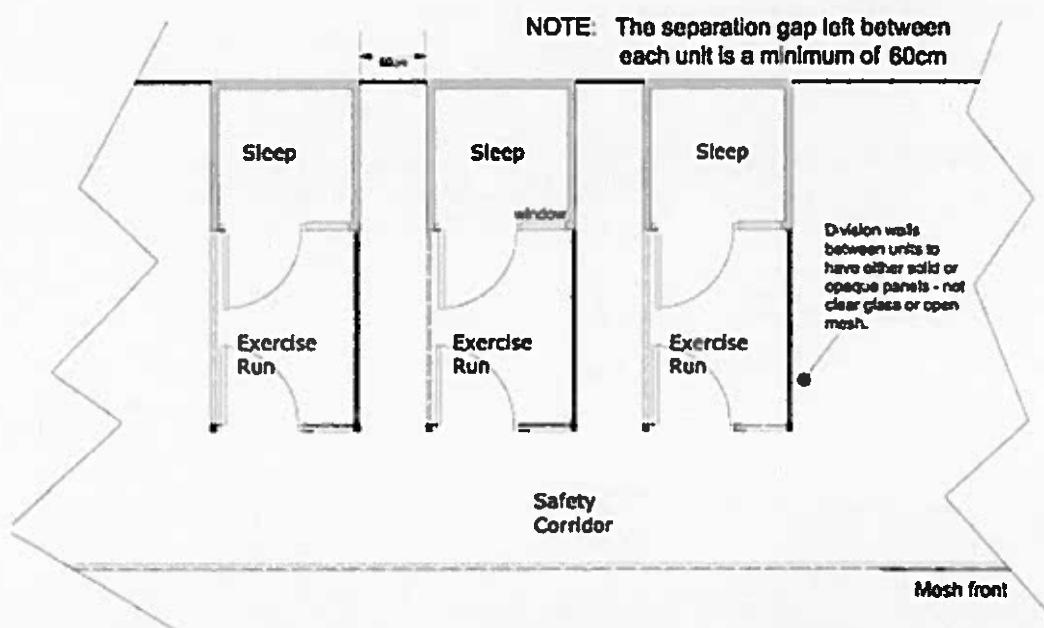 NOTE: The separation gap left between
each unit is a minimum of 60cm
60cm
Sleep
Sleep
Sleep
window
Division walls
between units to
have either solid or
opaque panels - not
clear glass or open
mesh.
Exercise
Run
Exercise
Run
Exercise
Run
Safety
Corridor
Mesh front